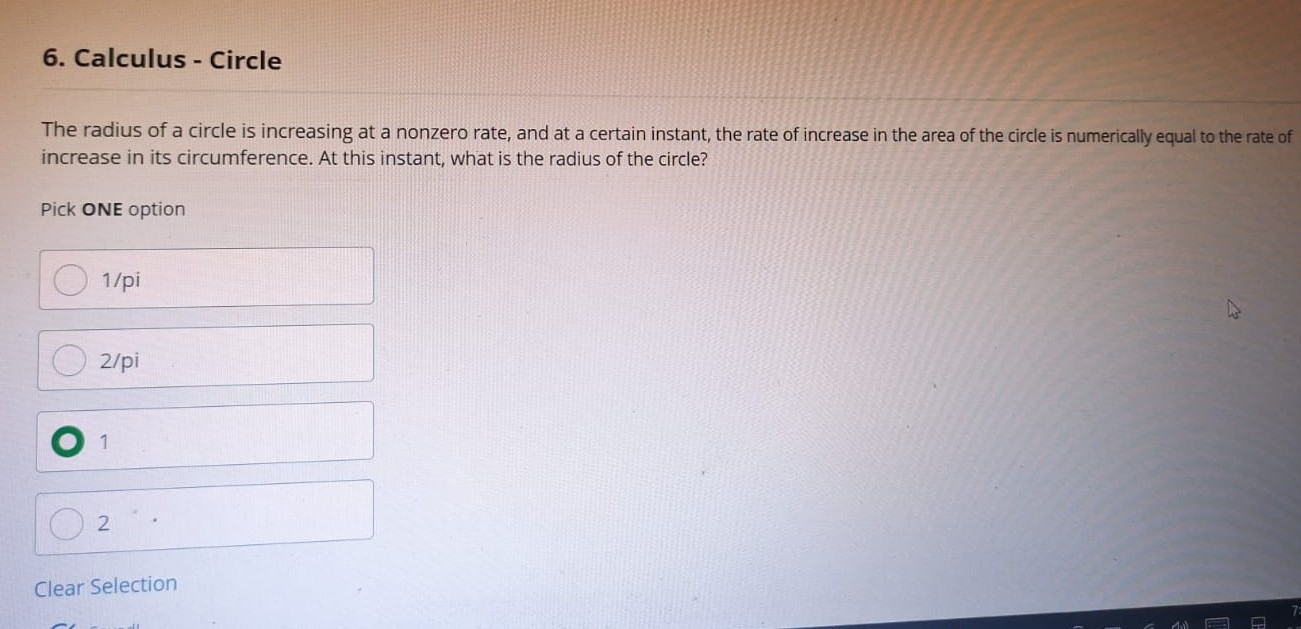 6. Calculus - Circle
The radius of a circle is increasing at a nonzero rate, and at a certain instant, the rate of increase in the area of the circle is numerically equal to the rate of
increase in its circumference. At this instant, what is the radius of the circle?
Pick ONE option
1/pi
2/pi
1
2
Clear Selection